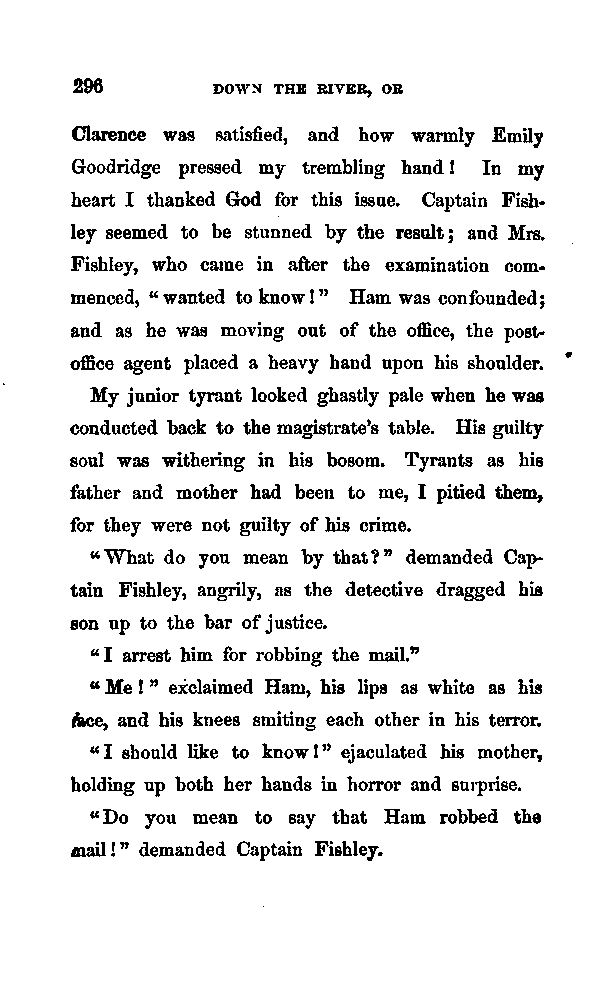 296 DOWN THE RIVER, OR
Clarence was satisfied, and how warmly Emily
Goodridge pressed my trembling hand! In my
heart I thanked God for this issue. Captain Fish-
ley seemed to be stunned by the result; and Mrs.
Fishley, who came in after the examination com-
menced, “wanted to know!” Ham was confounded;
and as he was moving out of the office, the post-
office agent placed a heavy hand upon his shoulder.
My junior tyrant looked ghastly pale when he was
conducted back to the magistrate’s table. His guilty
soul was withering in his bosom. Tyrants as his
father and mother had been to me, I pitied them,
for they were not guilty of his crime.
“What do you mean by that?” demanded Cap-
tain Fishley, angrily, as the detective dragged his
son up to the bar of justice.
“I arrest him for robbing the mail.”
“Me!” exclaimed Ham, his lips as white as his
face, and his knees smiting each other in his terror.
“I should like to know!” ejaculated his mother,
holding up both her hands in horror and surprise.
“Do you mean to say that Ham robbed the
mail!” demanded Captain Fishley.